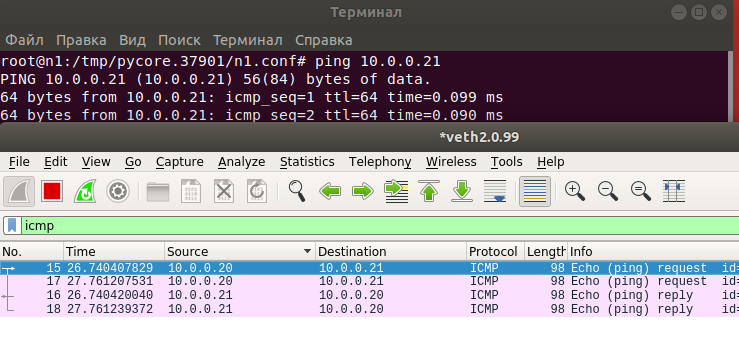 Терминал
Файл Правка Вид Поиск Терминал Справка
root@n1:/tmp/pycore.37901/n1.conf# ping 10.0.0.21
PING 10.0.0.21 (10.0.0.21) 56(84) bytes of data.
64 bytes from 10.0.0.21: icmp_seq=1 ttl=64 time=0.099 ms
64 bytes from 10.0.0.21: icmp_seq=2 ttl=64 time=0.090 ms
*veth2.0.99
File Edit View Go Capture Analyze Statistics Telephony Wireless Tools Help
icmp
No. Time Source Destination Protocol Length Info
15 26.740407829 10.0.0.20 10.0.0.21 ICMP 98 Echo (ping) request id=
17 27.761207531 10.0.0.20 10.0.0.21 ICMP 98 Echo (ping) request id=
16 26.740420040 10.0.0.21 10.0.0.20 ICMP 98 Echo (ping) reply id=
18 27.761239372 10.0.0.21 10.0.0.20 ICMP 98 Echo (ping) reply id=